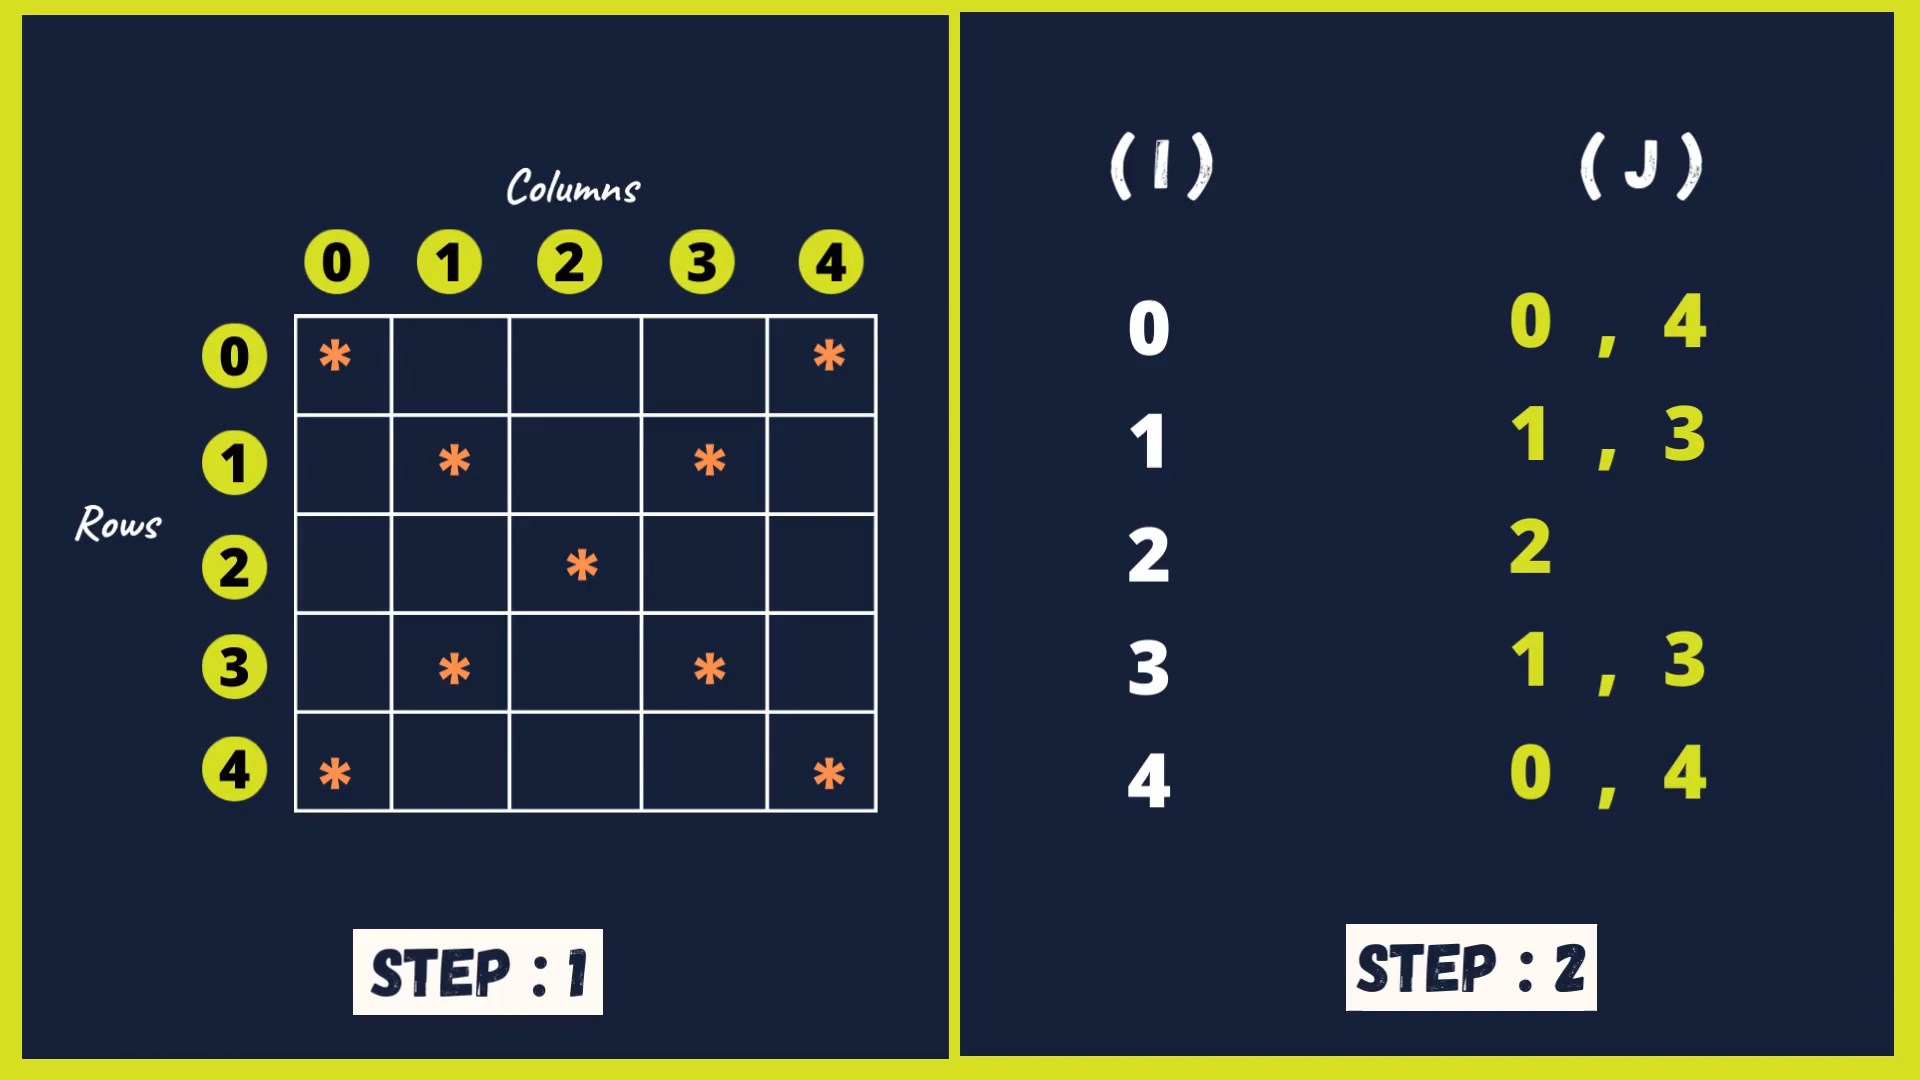 Columns
0 1 2 3 4
0 * *
1 * *
Rows
2 *
3 * *
4 * *
STEP : 1
(I) (J)
0 0 , 4
1 1 , 3
2 2
3 1 , 3
4 0 , 4
STEP : 2